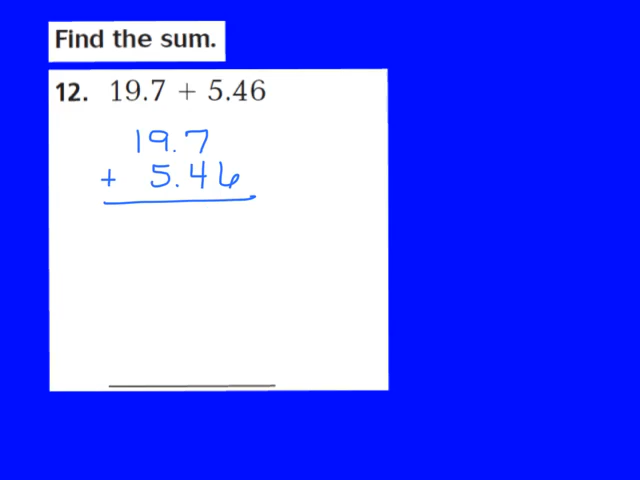 Find the sum.
12. 19.7 + 5.46
19.7
+ 5.46